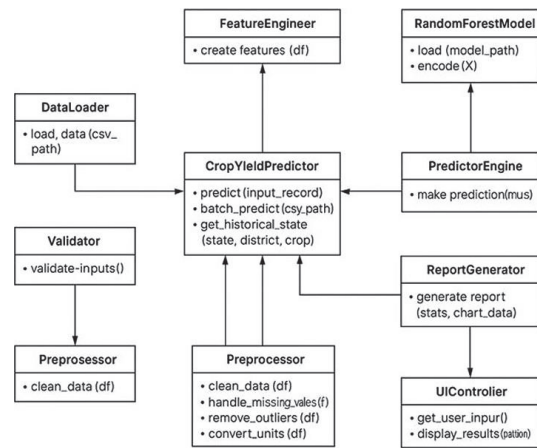 FeatureEngineer
• create features (df)
RandomForestModel
• load (model_path)
• encode (X)
DataLoader
• load, data (csv_
path)
CropYIeldPredictor
• predict (input_record)
• batch_predict (csy_path)
• get_historical_state
(state, district, crop)
PredictorEngine
• make prediction(mus)
Validator
• validate-inputs()
ReportGenerator
• generate report
(stats, chart_data)
Preprosessor
• clean_data (df)
Preprocessor
• clean_data (df)
• handle_missing_vales(f)
• remove_outliers (df)
• convert_units (df)
UIControlier
• get_user_inpur()
• display_results(pattion)